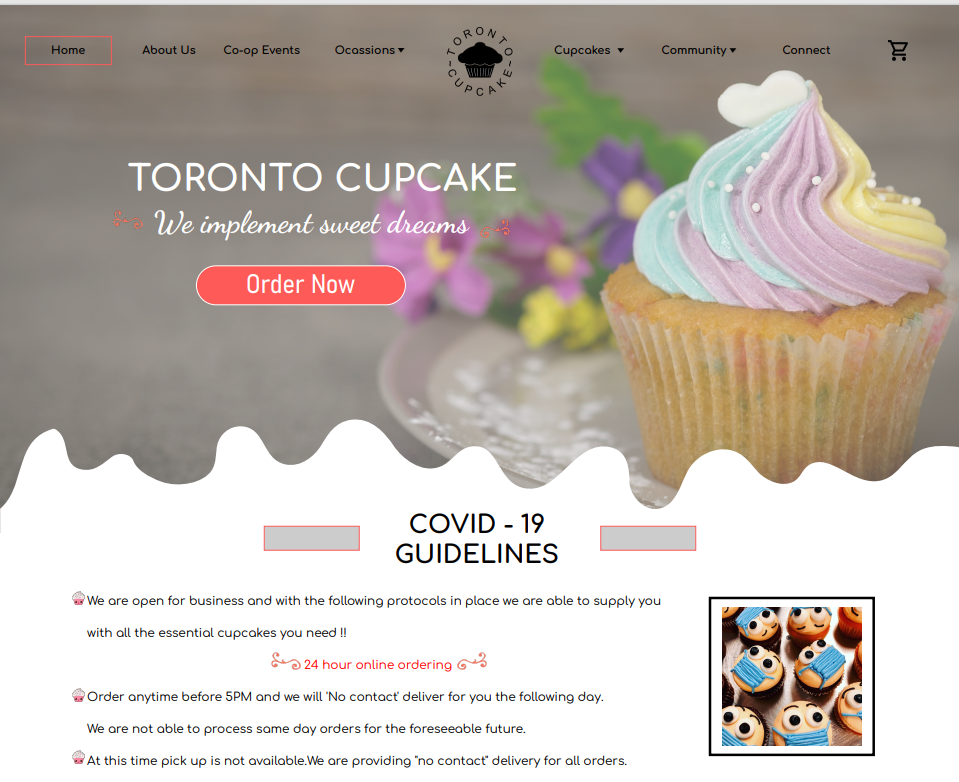 Home
About Us
Co-op Events
Ocassions
TORONTO
CUPCAKE
Cupcakes
Community
Connect
TORONTO CUPCAKE
We implement sweet dreams
Order Now
COVID - 19
GUIDELINES
We are open for business and with the following protocols in place we are able to supply you
with all the essential cupcakes you need !!
24 hour online ordering
Order anytime before 5PM and we will 'No contact' deliver for you the following day.
We are not able to process same day orders for the foreseeable future.
At this time pick up is not available.We are providing "no contact" delivery for all orders.